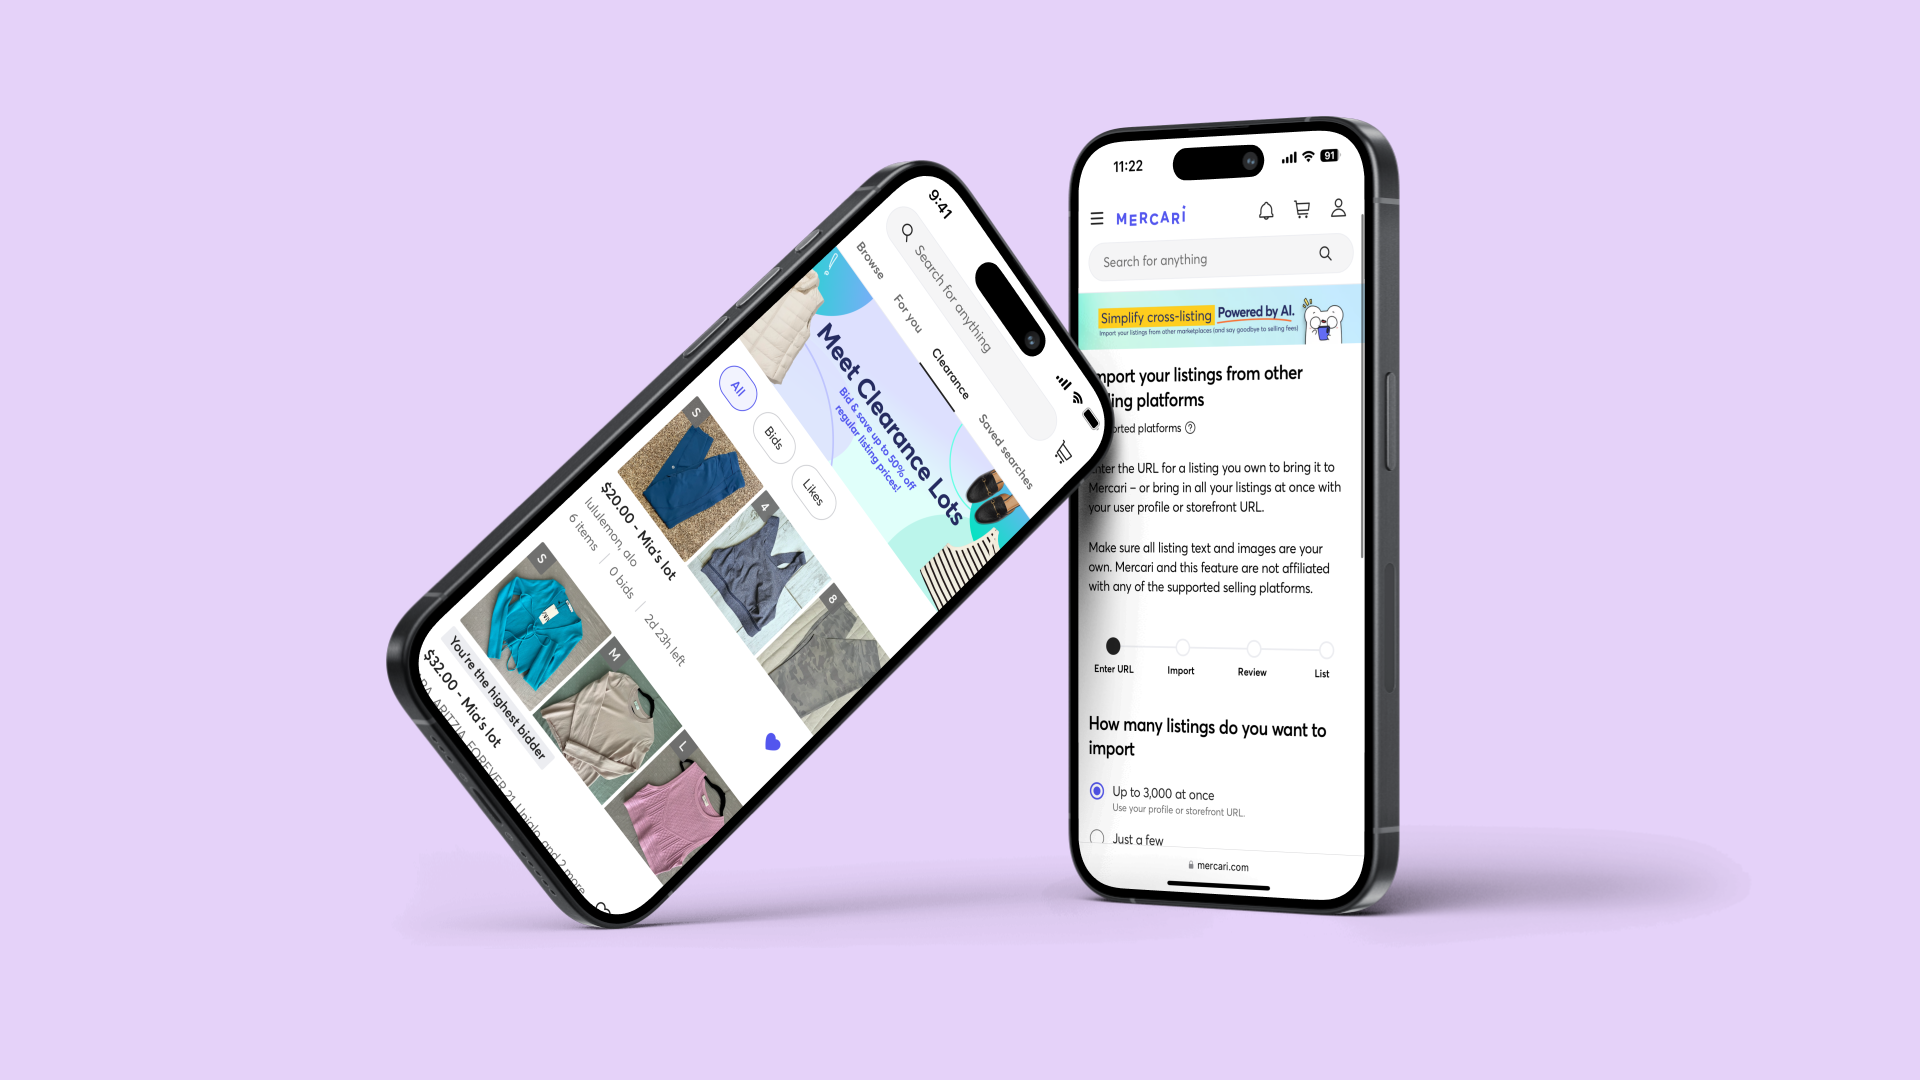 9:41
Search for anything
Browse
For you
Clearance
Saved searches
Meet Clearance Lots
Bid & save up to 50% off
regular listing prices!
All
Bids
Likes
S
4
8
$20.00 - Mia's lot
lululemon, alo
6 items | 0 bids | 2d 23h left
S
M
L
You're the highest bidder
$32.00 - Mia's lot
ARITZIA, FOREVER 21, Uniqlo, and 2 more
11:22
91
MERCARI
Search for anything
Simplify cross-listing Powered by AI.
Import your listings from other marketplaces (and say goodbye to selling fees)
mport your listings from other
ling platforms
orted platforms
nter the URL for a listing you own to bring it to
Mercari – or bring in all your listings at once with
your user profile or storefront URL.
Make sure all listing text and images are your
own. Mercari and this feature are not affiliated
with any of the supported selling platforms.
Enter URL
Import
Review
List
How many listings do you want to
import
Up to 3,000 at once
Use your profile or storefront URL.
Just a few
mercari.com